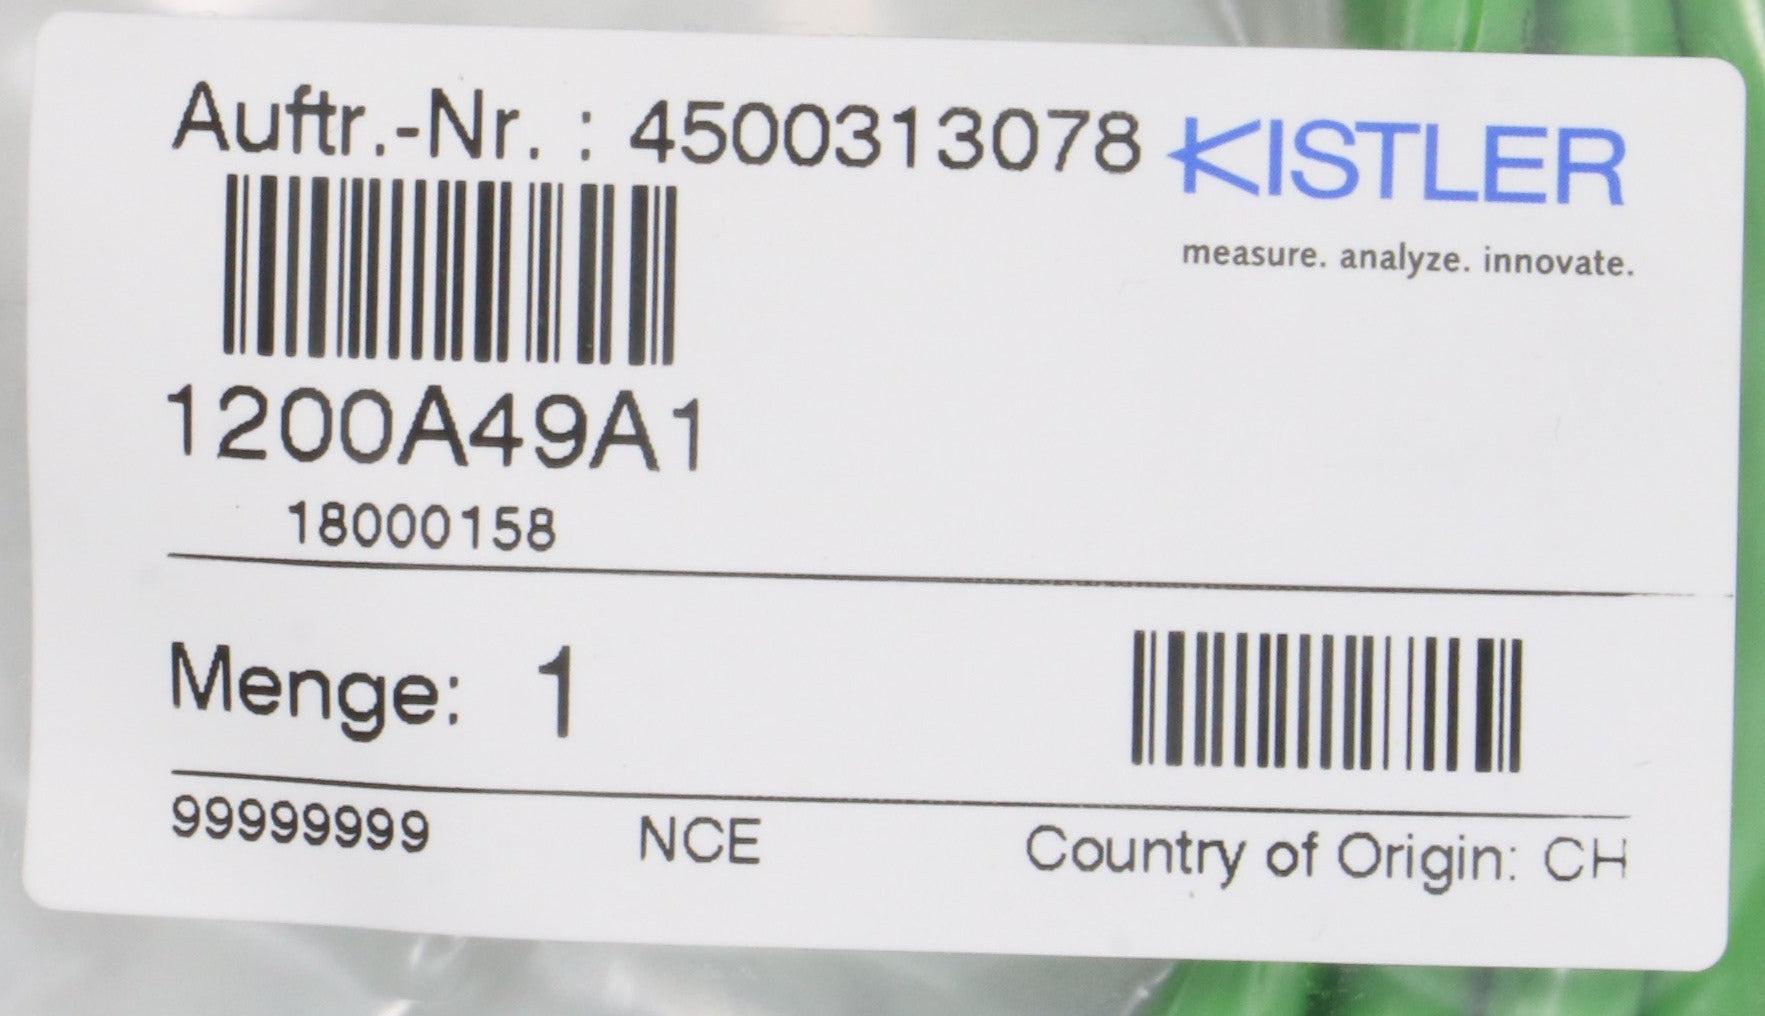 Auftr.-Nr. : 4500313078
KISTLER
measure. analyze. innovate.
1200A49A1
18000158
Menge: 1
99999999 NCE Country of Origin: CH